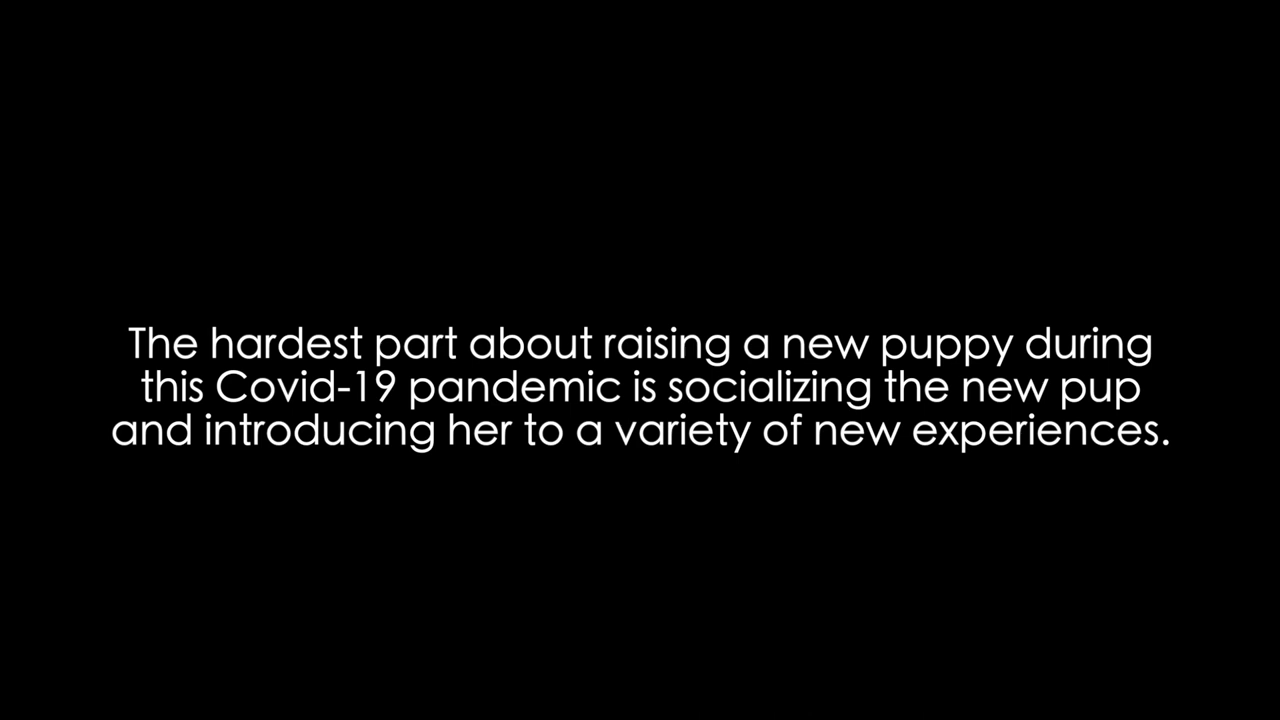 The hardest part about raising a new puppy during
this Covid-19 pandemic is socializing the new pup
and introducing her to a variety of new experiences.